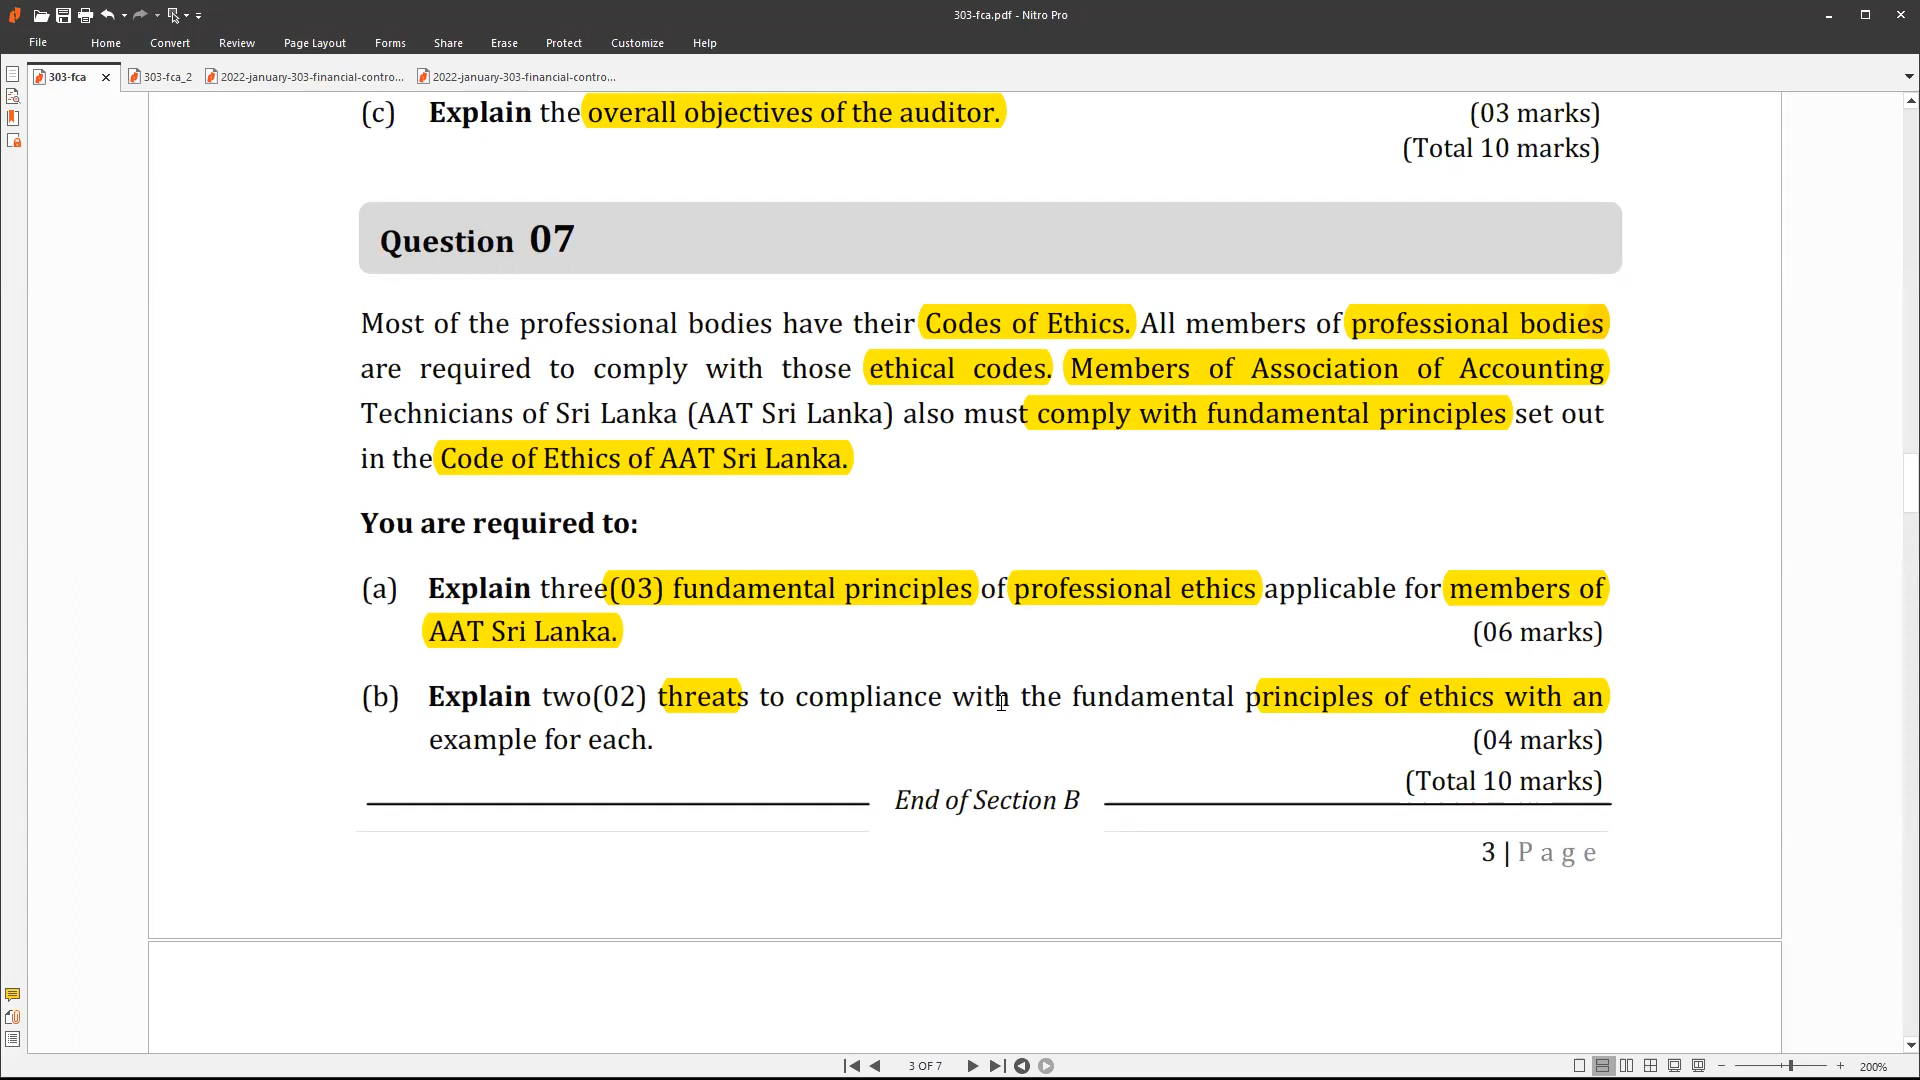 303-fca.pdf - Nitro Pro
File Home Convert Review Page Layout Forms Share Erase Protect Customize Help
303-fca 303-fca_2 2022-january-303-financial-contro... 2022-january-303-financial-contro...
(c) Explain the overall objectives of the auditor. (03 marks)
(Total 10 marks)
Question 07
Most of the professional bodies have their Codes of Ethics. All members of professional bodies
are required to comply with those ethical codes. Members of Association of Accounting
Technicians of Sri Lanka (AAT Sri Lanka) also must comply with fundamental principles set out
in the Code of Ethics of AAT Sri Lanka.
You are required to:
(a) Explain three(03) fundamental principles of professional ethics applicable for members of
AAT Sri Lanka. (06 marks)
(b) Explain two(02) threats to compliance with the fundamental principles of ethics with an
example for each. (04 marks)
(Total 10 marks)
End of Section B
3 | P a g e
3 OF 7
200%